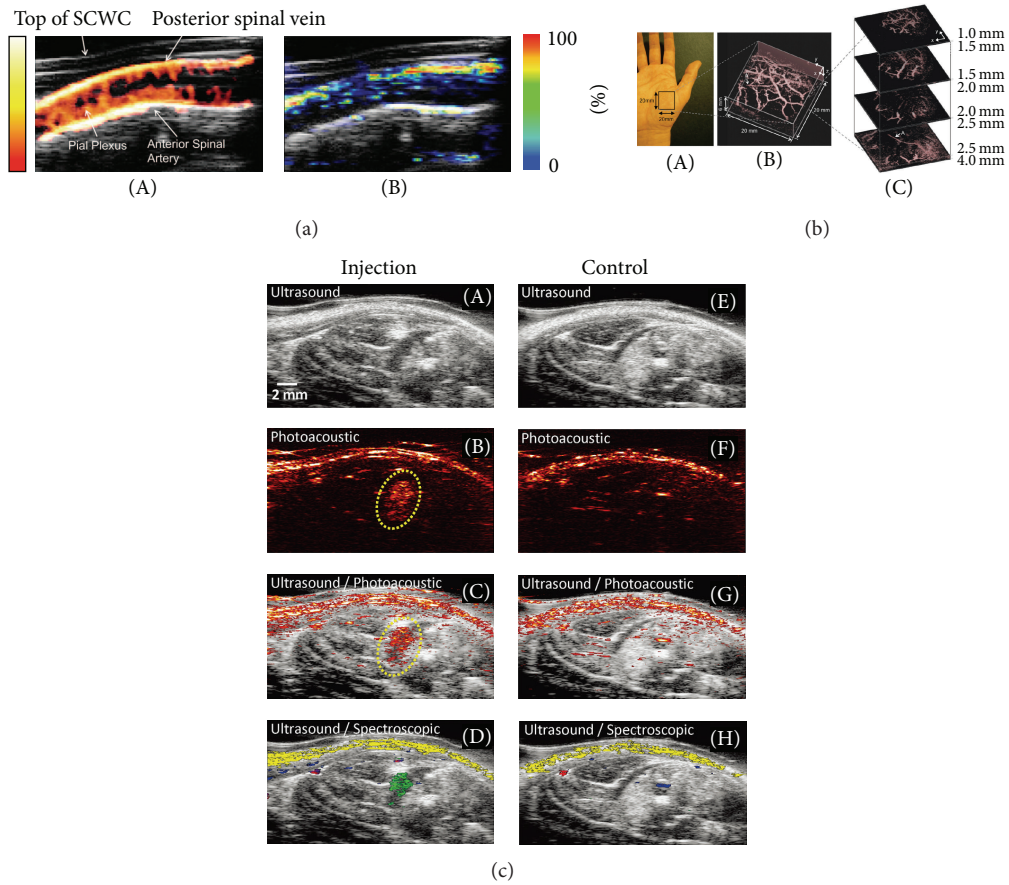 Top of SCWC Posterior spinal vein
Pial Plexus
Anterior Spinal
Artery
(A)
(B)
100
(%)
0
(a)
20mm
20mm
(A)
6 mm
20 mm
20 mm
(B)
1.0 mm
1.5 mm
1.5 mm
2.0 mm
2.0 mm
2.5 mm
2.5 mm
4.0 mm
(C)
(b)
Injection
Control
Ultrasound (A)
2 mm
Ultrasound (E)
Photoacoustic (B)
Photoacoustic (F)
Ultrasound / Photoacoustic (C)
Ultrasound / Photoacoustic (G)
Ultrasound / Spectroscopic (D)
Ultrasound / Spectroscopic (H)
(c)